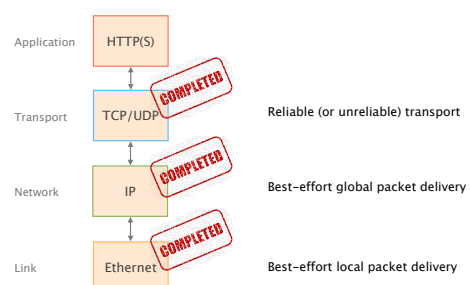 Application
HTTP(S)
COMPLETED
Transport
TCP/UDP
Reliable (or unreliable) transport
COMPLETED
Network
IP
Best-effort global packet delivery
COMPLETED
Link
Ethernet
Best-effort local packet delivery